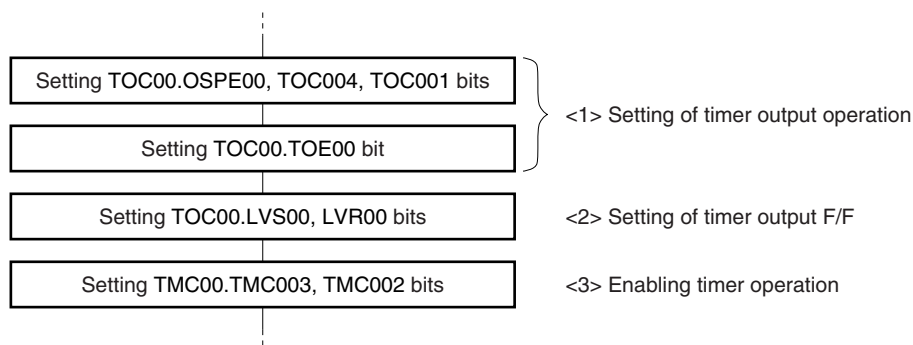 Setting TOC00.OSPE00, TOC004, TOC001 bits
<1> Setting of timer output operation
Setting TOC00.TOE00 bit
Setting TOC00.LVS00, LVR00 bits
<2> Setting of timer output F/F
Setting TMC00.TMC003, TMC002 bits
<3> Enabling timer operation